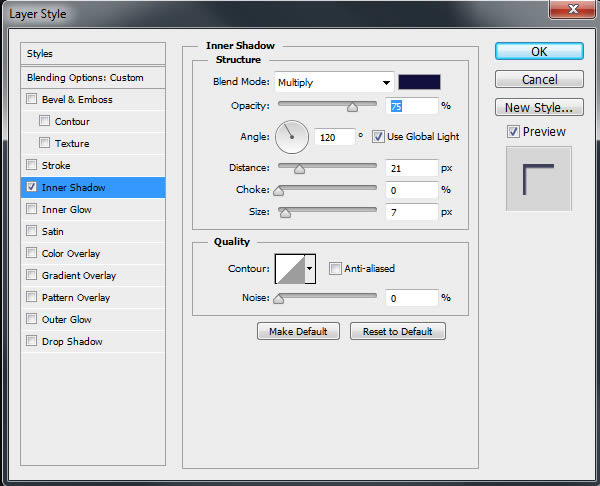 Layer Style
Styles
Blending Options: Custom
Bevel & Emboss
Contour
Texture
Stroke
Inner Shadow
Inner Glow
Satin
Color Overlay
Gradient Overlay
Pattern Overlay
Outer Glow
Drop Shadow
Inner Shadow
Structure
Blend Mode: Multiply
Opacity: 75 %
Angle: 120 ° Use Global Light
Distance: 21 px
Choke: 0 %
Size: 7 px
Quality
Contour: Anti-aliased
Noise: 0 %
Make Default Reset to Default
OK
Cancel
New Style...
Preview